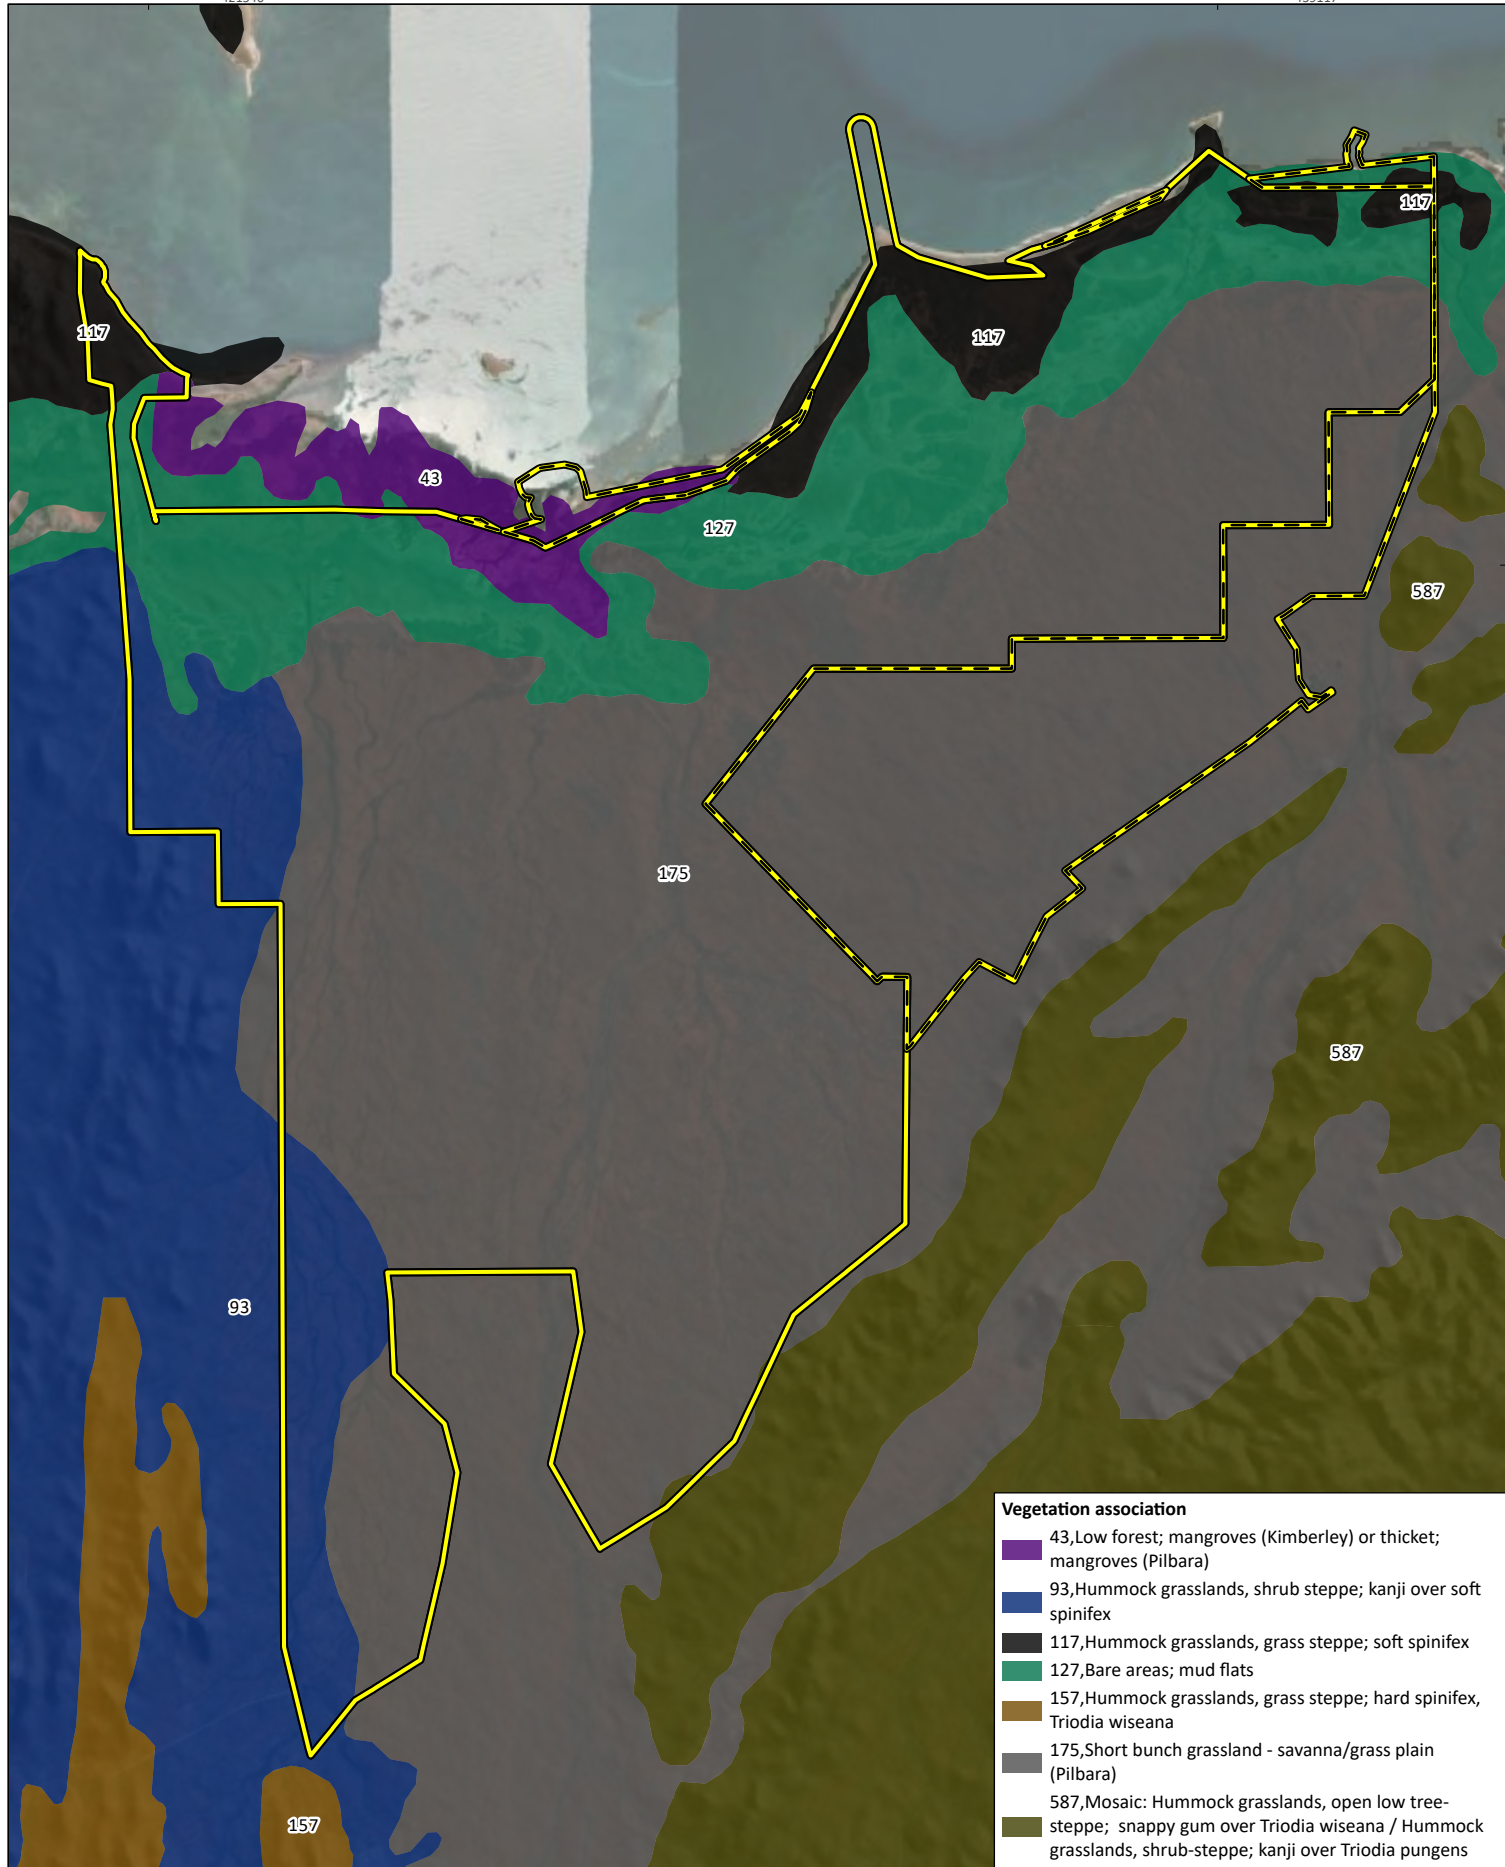 117
117
117
43
127
587
175
587
93
157
Vegetation association
43,Low forest; mangroves (Kimberley) or thicket;
mangroves (Pilbara)
93,Hummock grasslands, shrub steppe; kanji over soft
spinifex
117,Hummock grasslands, grass steppe; soft spinifex
127,Bare areas; mud flats
157,Hummock grasslands, grass steppe; hard spinifex,
Triodia wiseana
175,Short bunch grassland - savanna/grass plain
(Pilbara)
587,Mosaic: Hummock grasslands, open low tree-
steppe;  snappy gum over Triodia wiseana / Hummock
grasslands, shrub-steppe; kanji over Triodia pungens